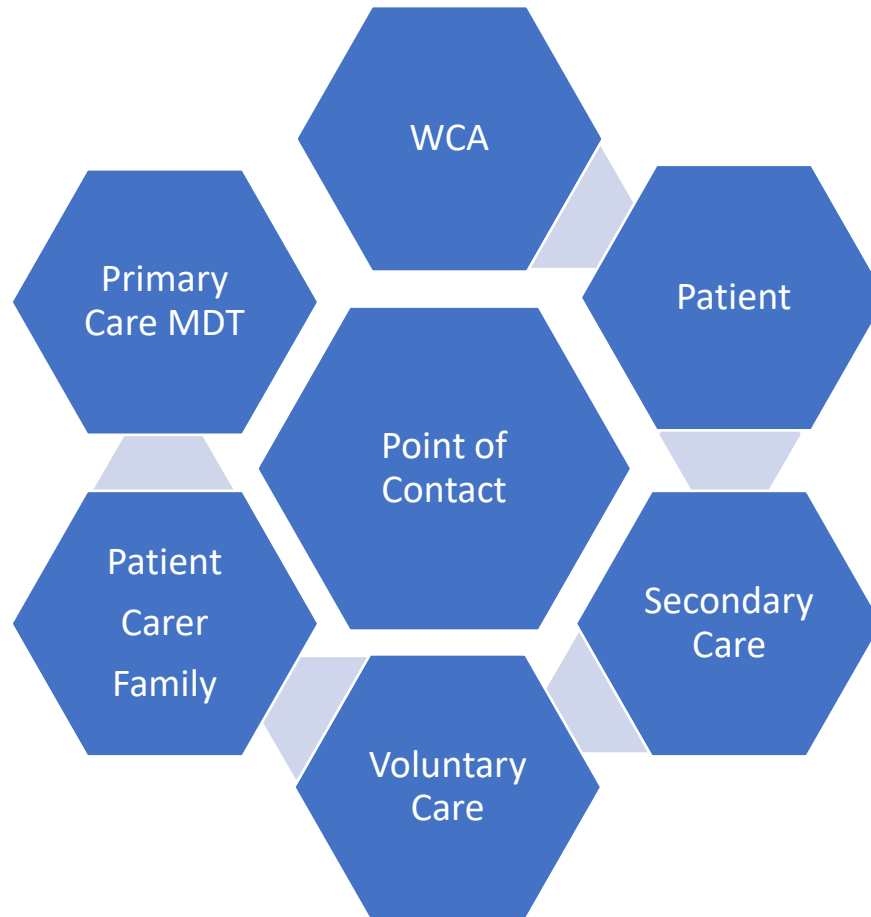 WCA
Primary
Care MDT
Patient
Point of
Contact
Patient
Carer
Family
Secondary
Care
Voluntary
Care